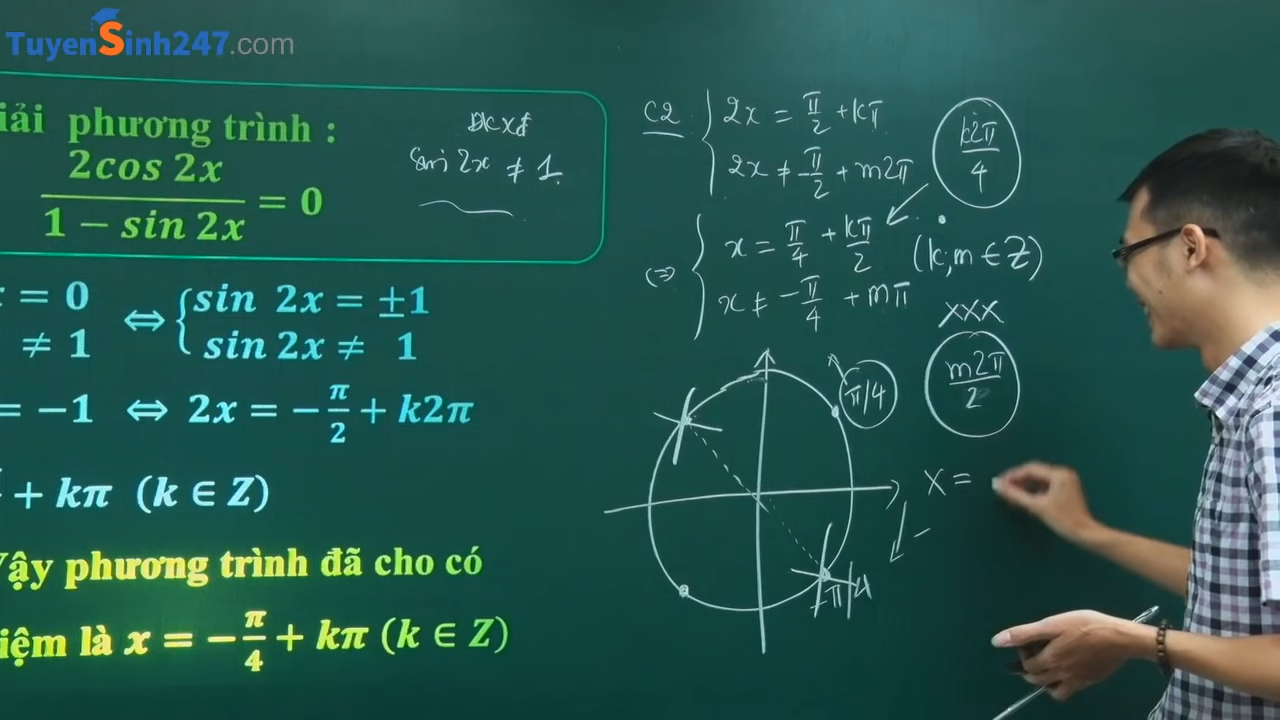 TuyenSinh247.com
iải phương trình :
2cos 2x / 1 − sin 2x = 0
ĐKXĐ
sin 2x ≠ 1.
= 0 ⇔ { sin 2x = ±1
≠ 1 sin 2x ≠ 1
= −1 ⇔ 2x = −π/2 + k2π
+ kπ (k ∈ Z)
Vậy phương trình đã cho có
iệm là x = −π/4 + kπ (k ∈ Z)
C2 { 2x = π/2 + kπ
2x ≠ π/2 + m2π
k2π/4
⇔ { x = π/4 + kπ/2 (k, m ∈ Z)
x ≠ −π/4 + mπ
XXX
m2π/2
π/4
−π/4
x =
−